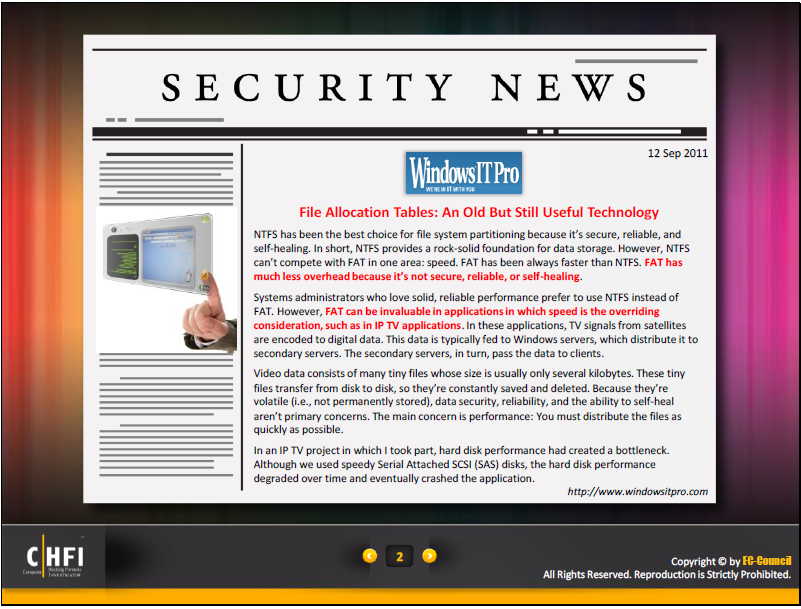 SECURITY NEWS
12 Sep 2011
WindowsITPro
WE'RE IN IT WITH YOU
File Allocation Tables: An Old But Still Useful Technology
NTFS has been the best choice for file system partitioning because it's secure, reliable, and
self-healing. In short, NTFS provides a rock-solid foundation for data storage. However, NTFS
can't compete with FAT in one area: speed. FAT has been always faster than NTFS. FAT has
much less overhead because it's not secure, reliable, or self-healing.
Systems administrators who love solid, reliable performance prefer to use NTFS instead of
FAT. However, FAT can be invaluable in applications in which speed is the overriding
consideration, such as in IP TV applications. In these applications, TV signals from satellites
are encoded to digital data. This data is typically fed to Windows servers, which distribute it to
secondary servers. The secondary servers, in turn, pass the data to clients.
Video data consists of many tiny files whose size is usually only several kilobytes. These tiny
files transfer from disk to disk, so they're constantly saved and deleted. Because they're
volatile (i.e., not permanently stored), data security, reliability, and the ability to self-heal
aren't primary concerns. The main concern is performance: You must distribute the files as
quickly as possible.
In an IP TV project in which I took part, hard disk performance had created a bottleneck.
Although we used speedy Serial Attached SCSI (SAS) disks, the hard disk performance
degraded over time and eventually crashed the application.
http://www.windowsitpro.com
CHFI
Computer Hacking Forensic
INVESTIGATOR
2
Copyright © by EC-Council
All Rights Reserved. Reproduction is Strictly Prohibited.